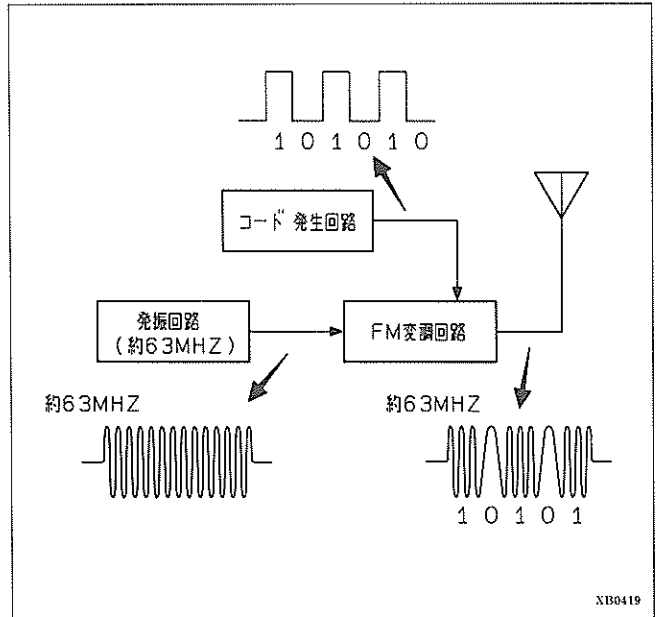 1 0 1 0 1 0
コード 発生回路
発振回路
(約63MHZ)
FM変調回路
約63MHZ
約63MHZ
1 0 1 0 1
XB0419